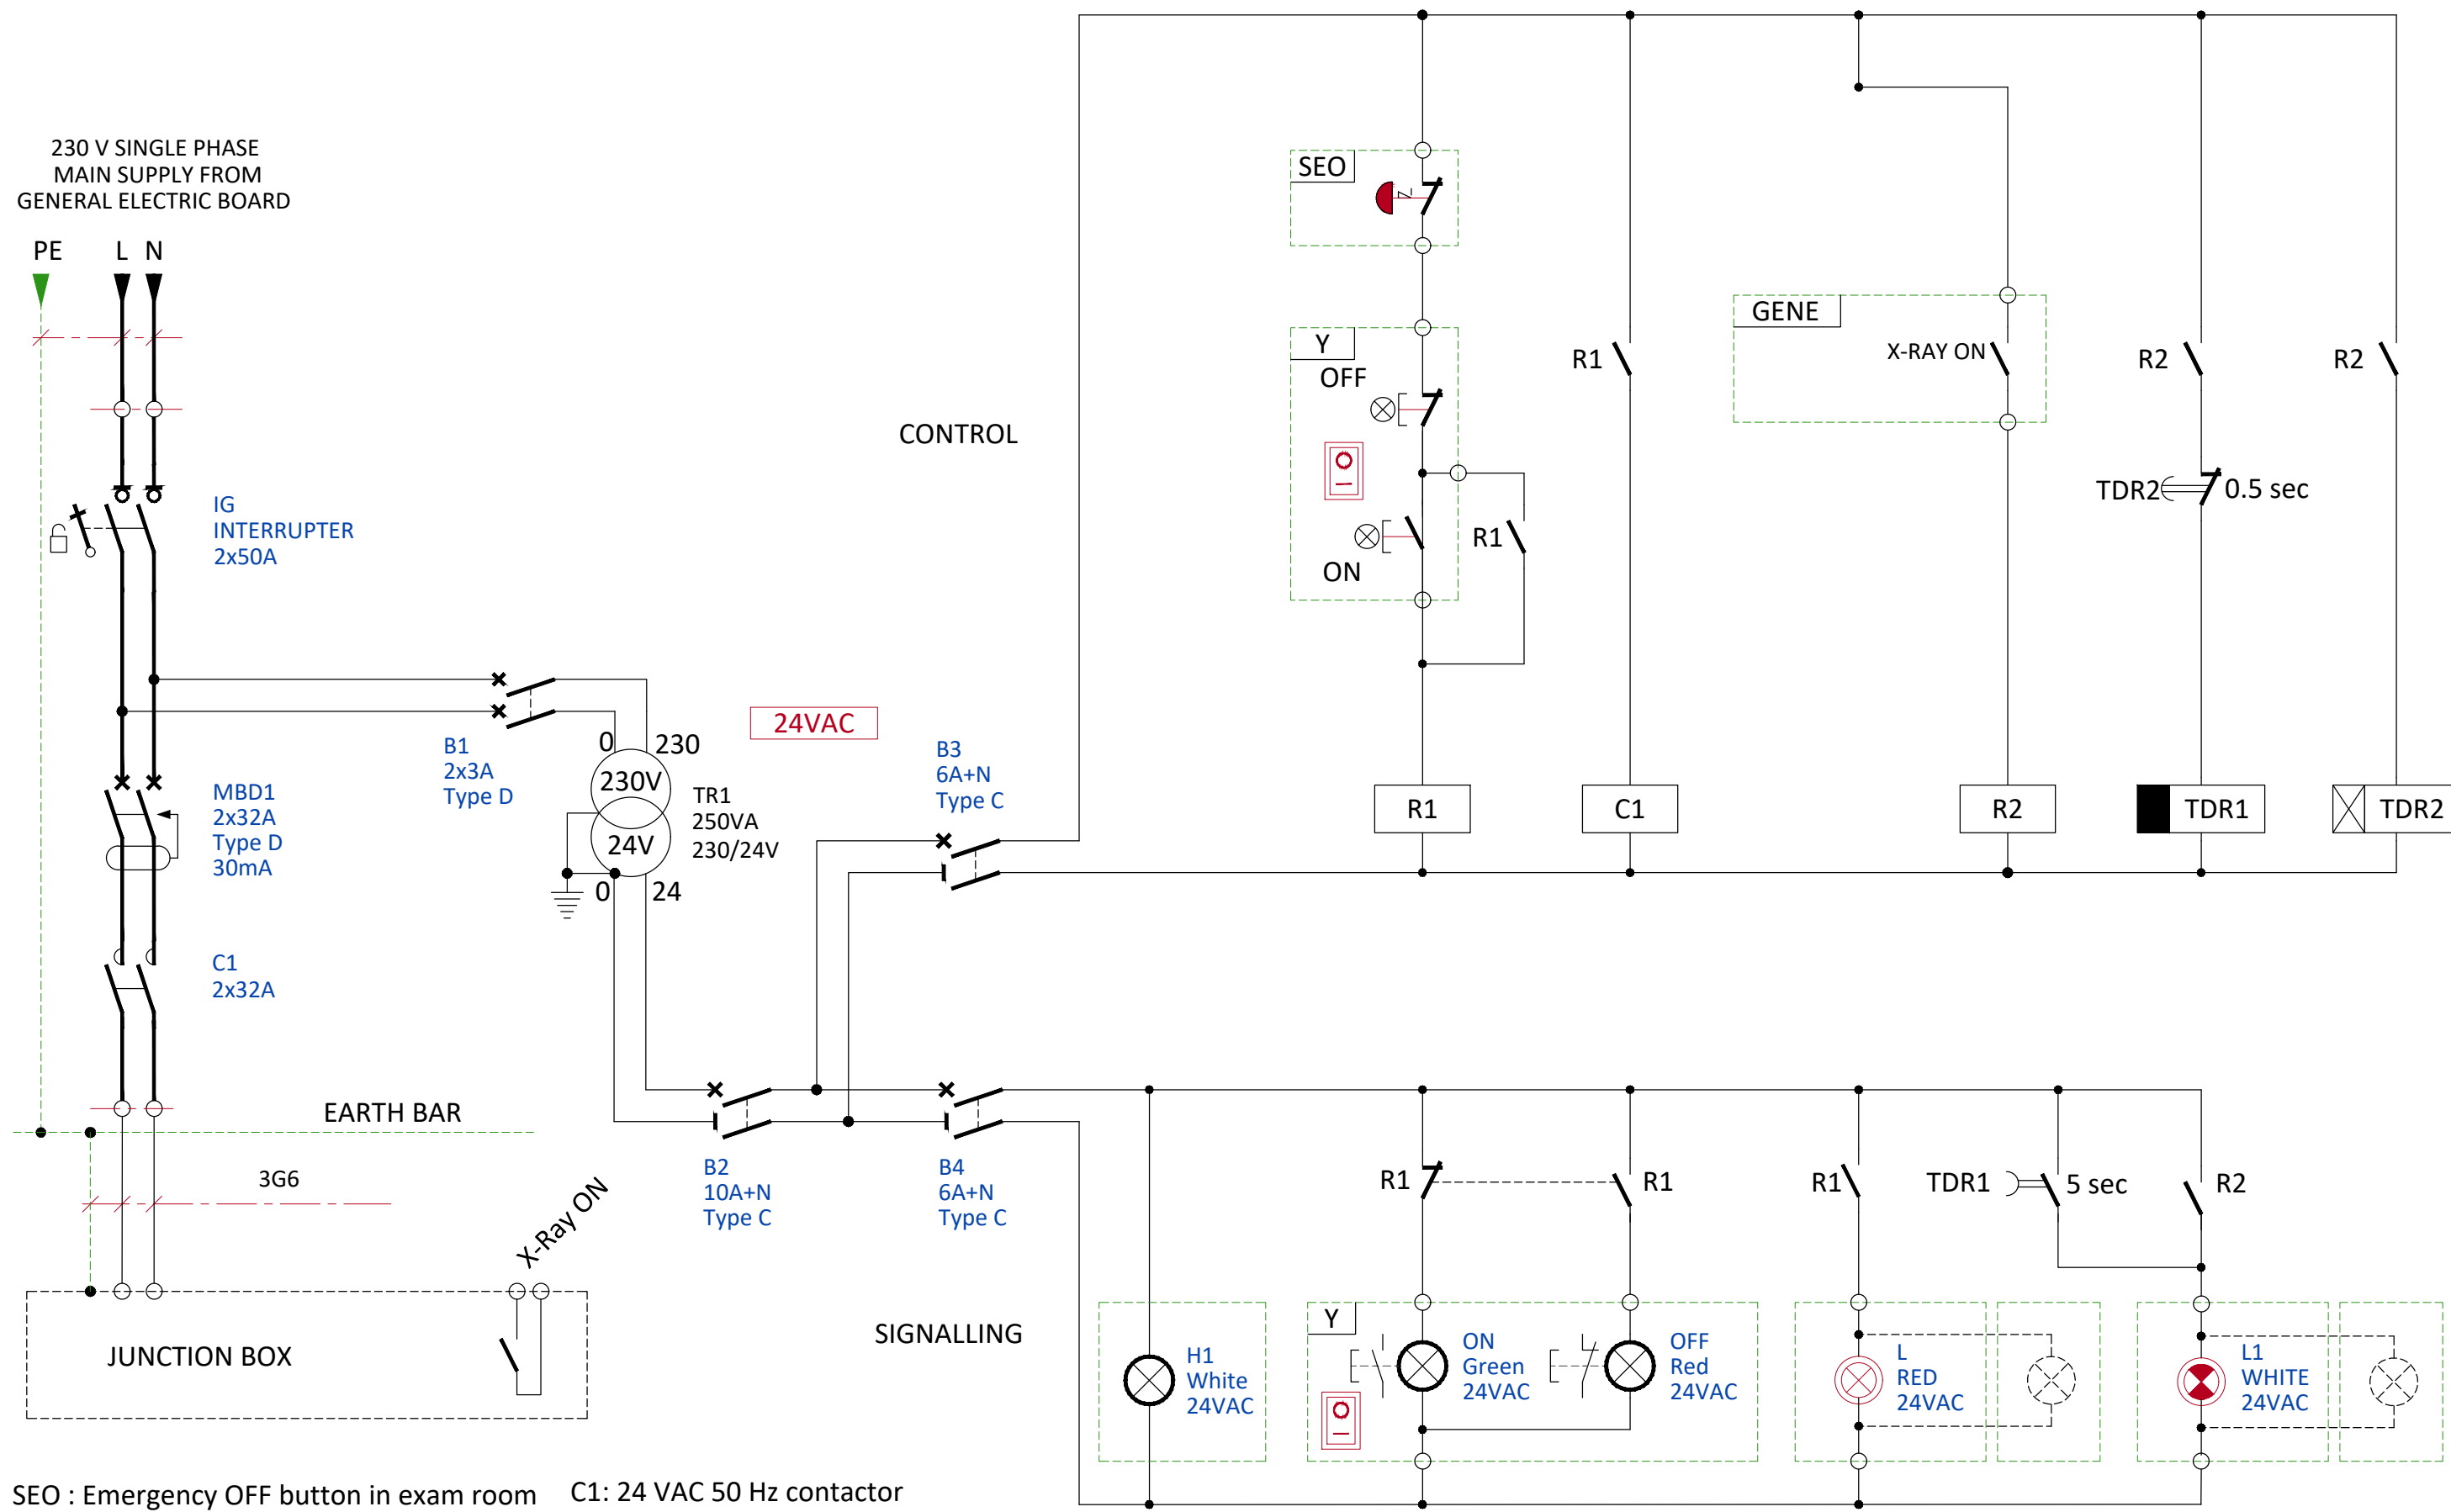 230 V SINGLE PHASE
MAIN SUPPLY FROM
GENERAL ELECTRIC BOARD
PE L N
IG
INTERRUPTER
2x50A
B1
2x3A
Type D
MBD1
2x32A
Type D
30mA
C1
2x32A
EARTH BAR
3G6
X-Ray ON
JUNCTION BOX
0 230
230V
24V
0 24
TR1
250VA
230/24V
24VAC
CONTROL
B3
6A+N
Type C
B2
10A+N
Type C
B4
6A+N
Type C
SEO
Y
OFF
ON
R1
R1
GENE
X-RAY ON
R2
R2
TDR2 0.5 sec
R1
C1
R2
TDR1
TDR2
SIGNALLING
R1
R1
R1
TDR1 5 sec
R2
H1
White
24VAC
Y
ON
Green
24VAC
OFF
Red
24VAC
L
RED
24VAC
L1
WHITE
24VAC
SEO : Emergency OFF button in exam room
C1: 24 VAC 50 Hz contactor